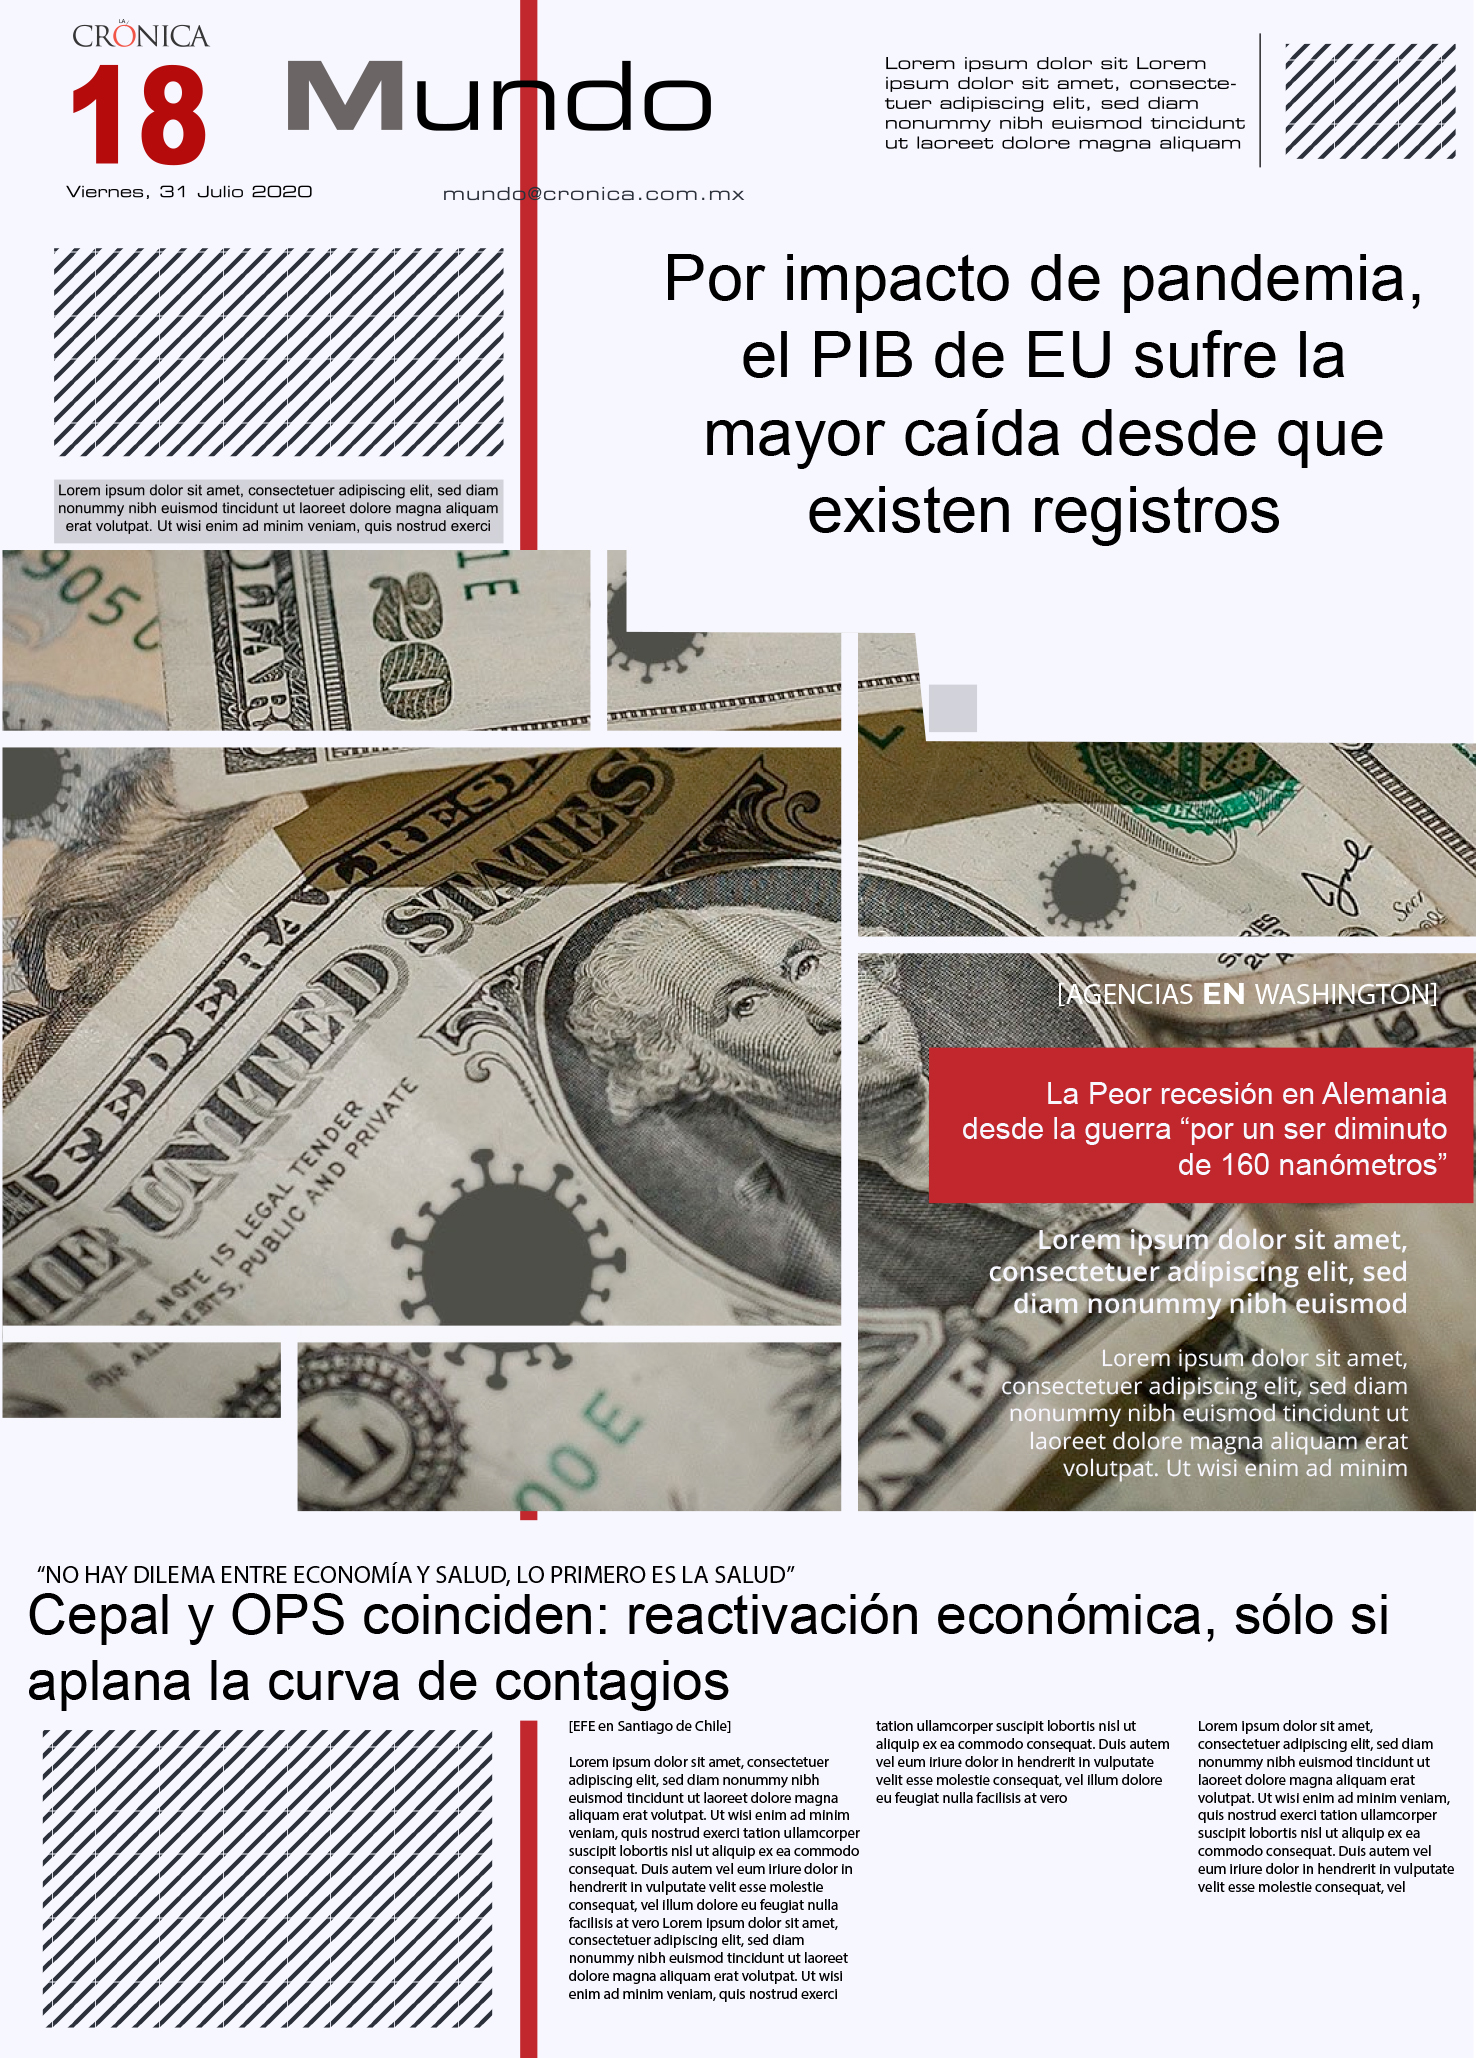 LA
CRÓNICA
18
Mundo
Viernes, 31 Julio 2020
mundo@cronica.com.mx
Lorem ipsum dolor sit Lorem
ipsum dolor sit amet, consecte-
tuer adipiscing elit, sed diam
nonummy nibh euismod tincidunt
ut laoreet dolore magna aliquam
Por impacto de pandemia,
el PIB de EU sufre la
mayor caída desde que
existen registros
Lorem ipsum dolor sit amet, consectetuer adipiscing elit, sed diam
nonummy nibh euismod tincidunt ut laoreet dolore magna aliquam
erat volutpat. Ut wisi enim ad minim veniam, quis nostrud exerci
20
UNITED STATES
IS LEGAL TENDER
PUBLIC AND PRIVATE
L
[AGENCIAS EN WASHINGTON]
La Peor recesión en Alemania
desde la guerra “por un ser diminuto
de 160 nanómetros”
Lorem ipsum dolor sit amet,
consectetuer adipiscing elit, sed
diam nonummy nibh euismod
Lorem ipsum dolor sit amet,
consectetuer adipiscing elit, sed diam
nonummy nibh euismod tincidunt ut
laoreet dolore magna aliquam erat
volutpat. Ut wisi enim ad minim
“NO HAY DILEMA ENTRE ECONOMÍA Y SALUD, LO PRIMERO ES LA SALUD”
Cepal y OPS coinciden: reactivación económica, sólo si
aplana la curva de contagios
[EFE en Santiago de Chile]
Lorem ipsum dolor sit amet, consectetuer
adipiscing elit, sed diam nonummy nibh
euismod tincidunt ut laoreet dolore magna
aliquam erat volutpat. Ut wisi enim ad minim
veniam, quis nostrud exerci tation ullamcorper
suscipit lobortis nisl ut aliquip ex ea commodo
consequat. Duis autem vel eum iriure dolor in
hendrerit in vulputate velit esse molestie
consequat, vel illum dolore eu feugiat nulla
facilisis at vero Lorem ipsum dolor sit amet,
consectetuer adipiscing elit, sed diam
nonummy nibh euismod tincidunt ut laoreet
dolore magna aliquam erat volutpat. Ut wisi
enim ad minim veniam, quis nostrud exerci
tation ullamcorper suscipit lobortis nisl ut
aliquip ex ea commodo consequat. Duis autem
vel eum iriure dolor in hendrerit in vulputate
velit esse molestie consequat, vel illum dolore
eu feugiat nulla facilisis at vero
Lorem ipsum dolor sit amet,
consectetuer adipiscing elit, sed diam
nonummy nibh euismod tincidunt ut
laoreet dolore magna aliquam erat
volutpat. Ut wisi enim ad minim veniam,
quis nostrud exerci tation ullamcorper
suscipit lobortis nisl ut aliquip ex ea
commodo consequat. Duis autem vel
eum iriure dolor in hendrerit in vulputate
velit esse molestie consequat, vel